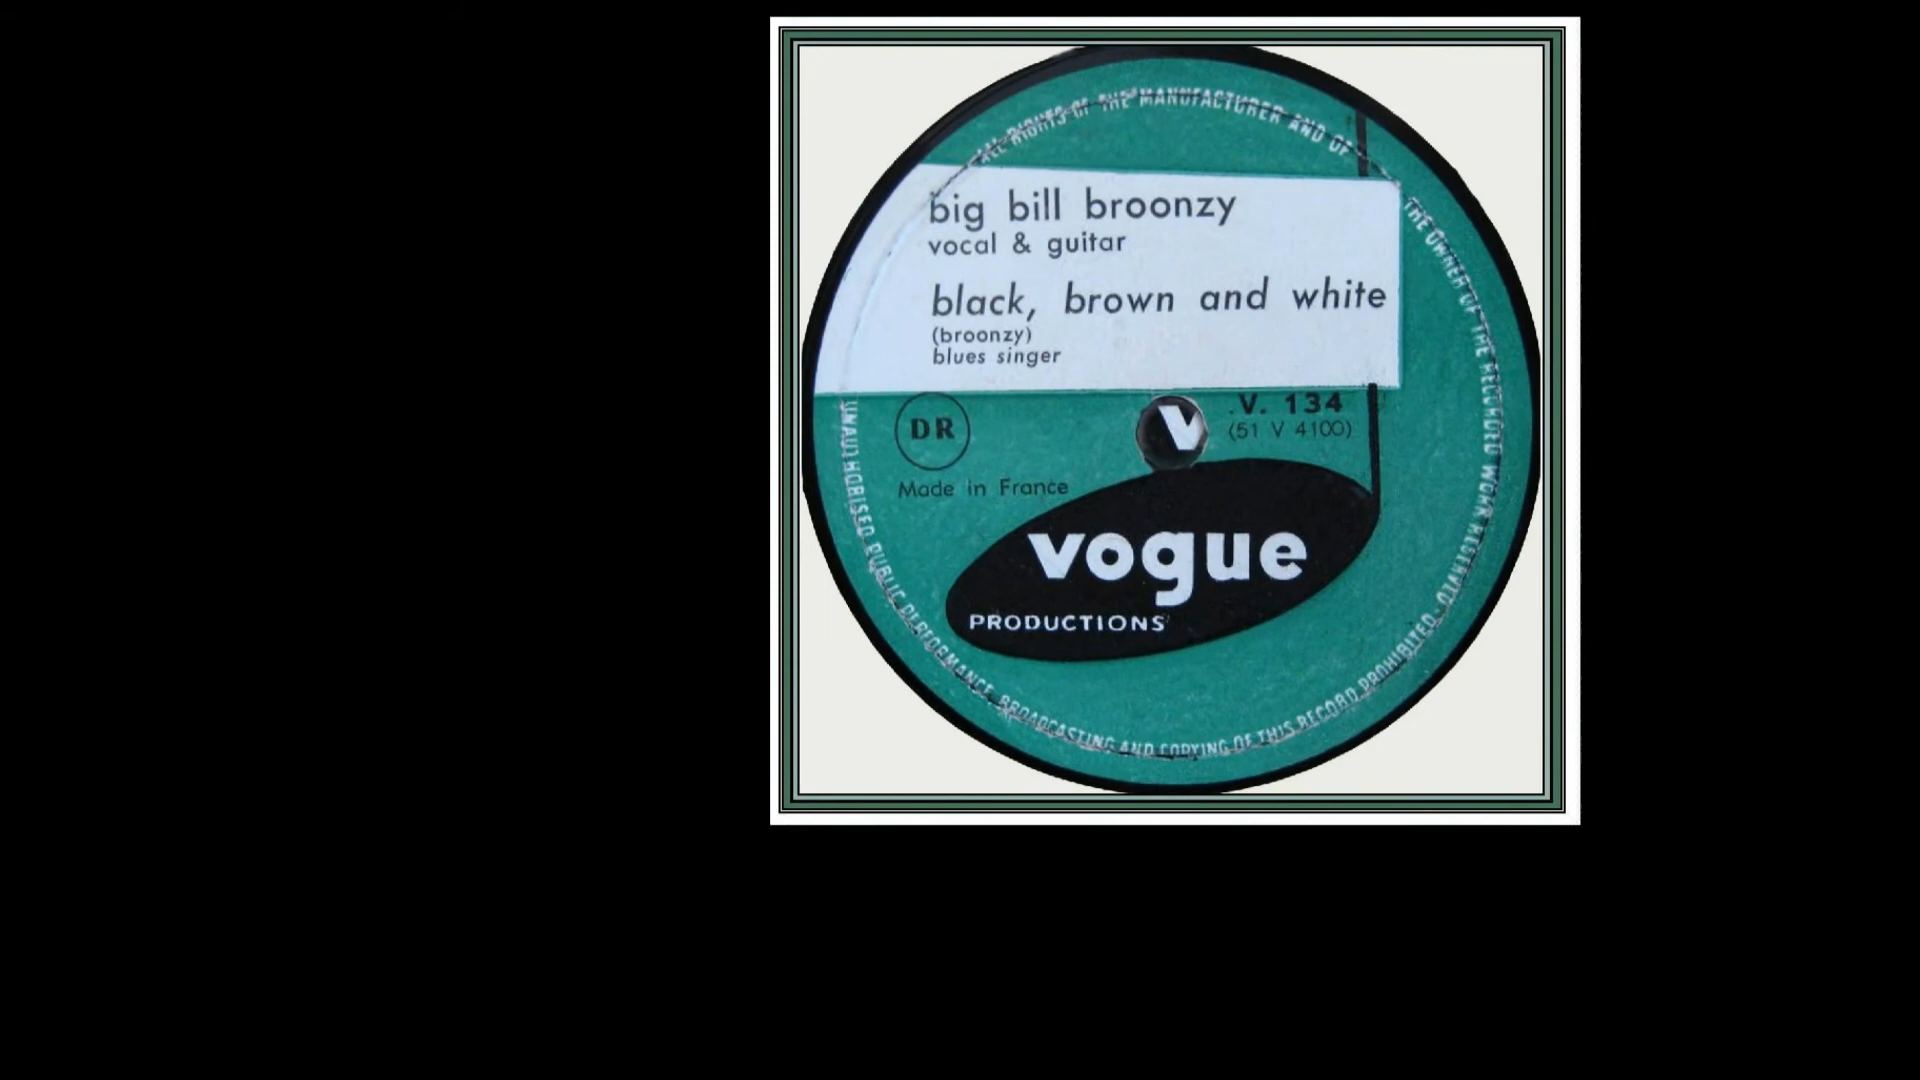 ALL RIGHTS OF THE MANUFACTURER AND OF THE OWNER OF THE RECORDED WORK RESERVED
big bill broonzy
vocal & guitar
black, brown and white
(broonzy)
blues singer
DR
V
.V. 134
(51 V 4100)
Made in France
vogue
PRODUCTIONS
UNAUTHORISED PUBLIC PERFORMANCE, BROADCASTING AND COPYING OF THIS RECORD PROHIBITED